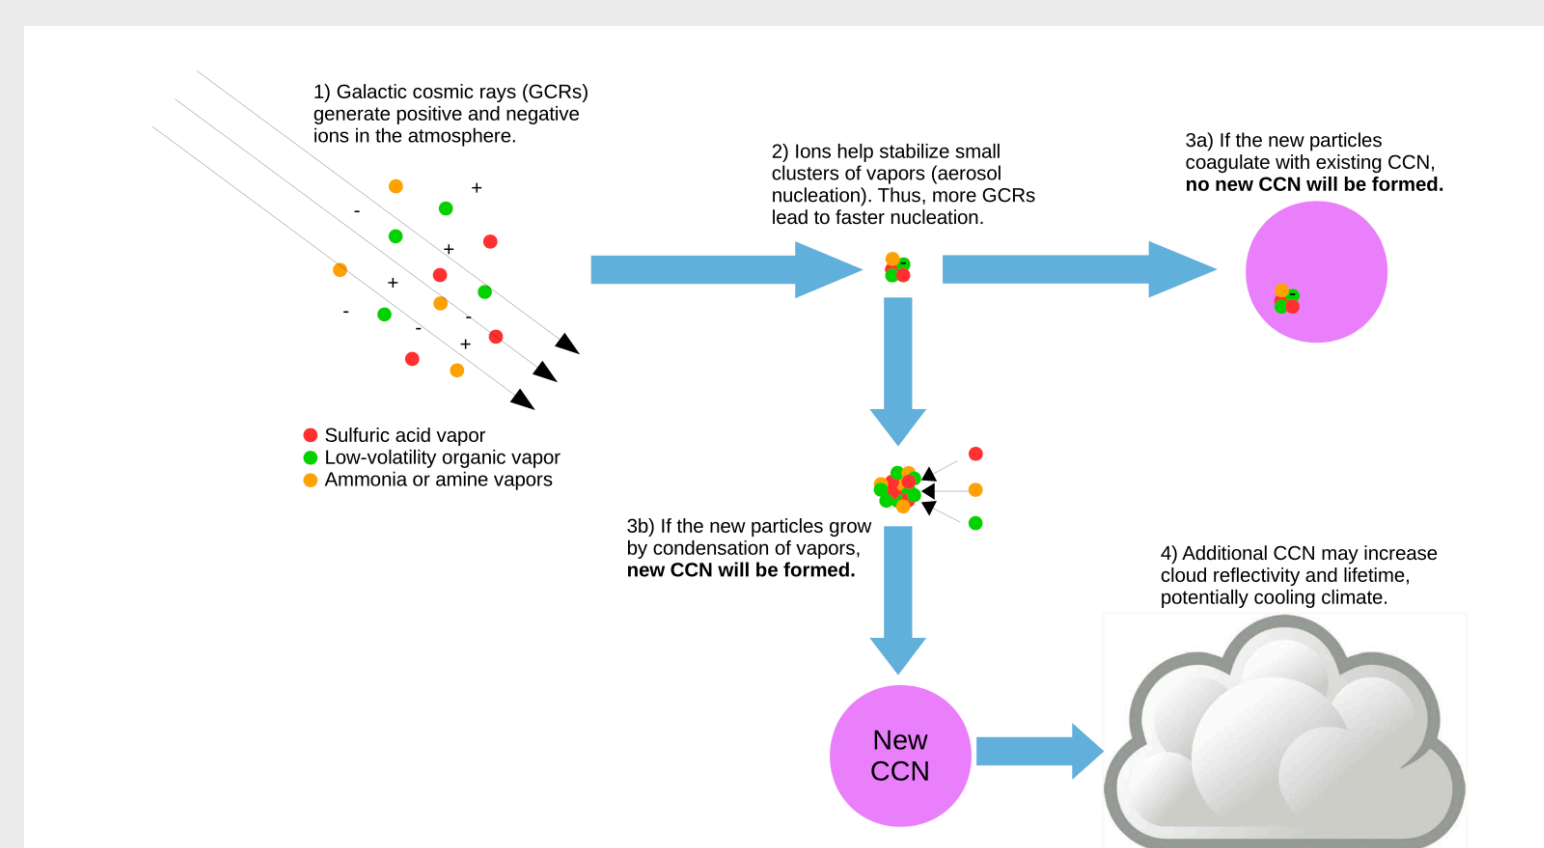 1) Galactic cosmic rays (GCRs)
generate positive and negative
ions in the atmosphere.
+
-
+
+
-
-
-
+
Sulfuric acid vapor
Low-volatility organic vapor
Ammonia or amine vapors
2) Ions help stabilize small
clusters of vapors (aerosol
nucleation). Thus, more GCRs
lead to faster nucleation.
-
3a) If the new particles
coagulate with existing CCN,
no new CCN will be formed.
-
3b) If the new particles grow
by condensation of vapors,
new CCN will be formed.
New
CCN
4) Additional CCN may increase
cloud reflectivity and lifetime,
potentially cooling climate.